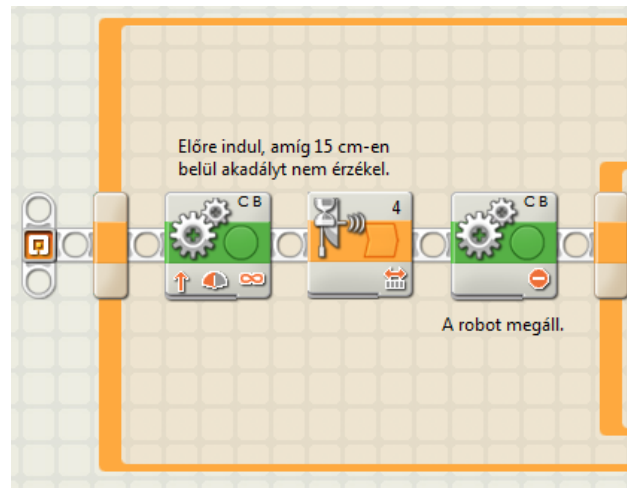 Előre indul, amíg 15 cm-en
belül akadályt nem érzékel.
C B
4
C B
A robot megáll.